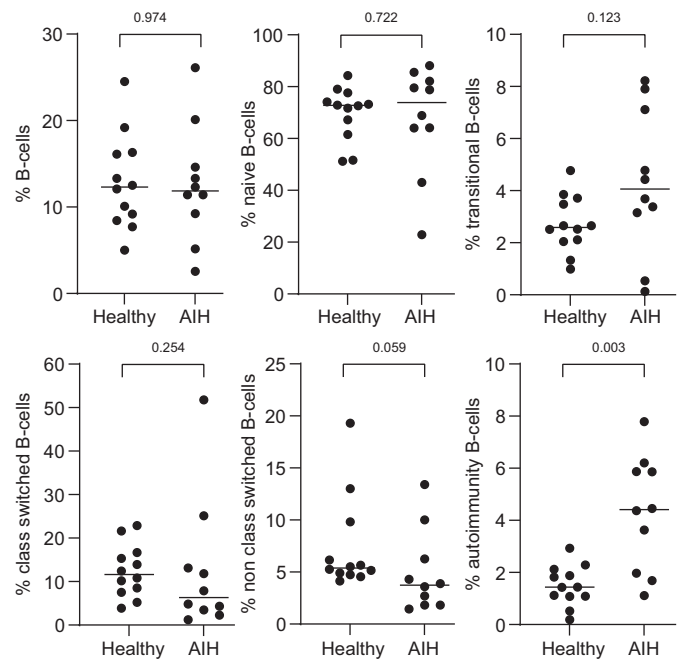 0.974
30
20
10
0
% B-cells
Healthy
AIH
0.722
100
80
60
40
20
0
% naive B-cells
Healthy
AIH
0.123
10
8
6
4
2
0
% transitional B-cells
Healthy
AIH
0.254
60
50
40
30
20
10
0
% class switched B-cells
Healthy
AIH
0.059
25
20
15
10
5
0
% non class switched B-cells
Healthy
AIH
0.003
10
8
6
4
2
0
% autoimmunity B-cells
Healthy
AIH